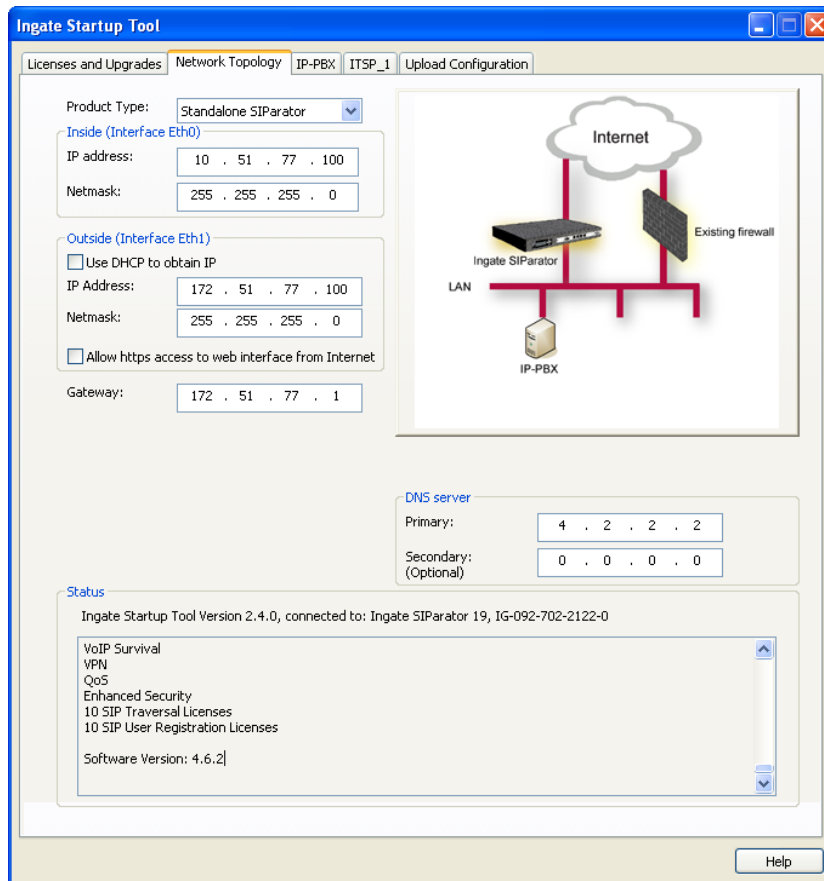 Ingate Startup Tool
Licenses and Upgrades
Network Topology
IP-PBX
ITSP_1
Upload Configuration
Product Type:
Standalone SIParator
Inside (Interface Eth0)
IP address:
10 . 51 . 77 . 100
Netmask:
255 . 255 . 255 . 0
Outside (Interface Eth1)
Use DHCP to obtain IP
IP Address:
172 . 51 . 77 . 100
Netmask:
255 . 255 . 255 . 0
Allow https access to web interface from Internet
Gateway:
172 . 51 . 77 . 1
Internet
Existing firewall
Ingate SIParator
LAN
IP-PBX
DNS server
Primary:
4 . 2 . 2 . 2
Secondary:
(Optional)
0 . 0 . 0 . 0
Status
Ingate Startup Tool Version 2.4.0, connected to: Ingate SIParator 19, IG-092-702-2122-0
VoIP Survival
VPN
QoS
Enhanced Security
10 SIP Traversal Licenses
10 SIP User Registration Licenses
Software Version: 4.6.2
Help